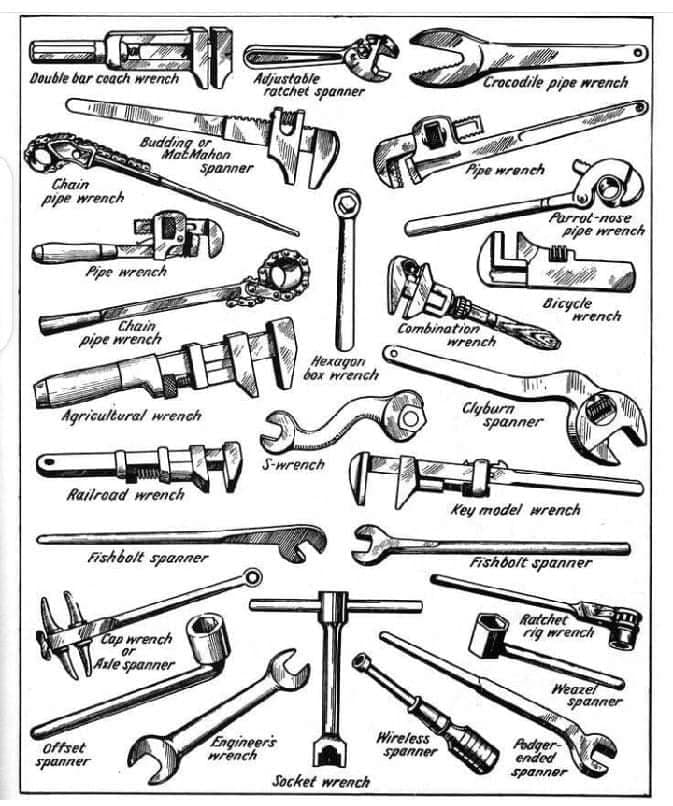 Double bar coach wrench
Adjustable
ratchet spanner
Crocodile pipe wrench
Budding or
MacMahon
Spanner
Pipe wrench
Chain
pipe wrench
Parrot-nose
pipe wrench
Pipe wrench
Bicycle
wrench
Chain
pipe wrench
Combination
wrench
Hexagon
box wrench
Agricultural wrench
Clyburn
spanner
S-wrench
Railroad wrench
Key model wrench
Fishbolt spanner
Fishbolt spanner
Cap wrench
or
Axle spanner
Ratchet
rig wrench
Weazel
spanner
Offset
spanner
Engineer's
wrench
Wireless
spanner
Podger-
ended
spanner
Socket wrench